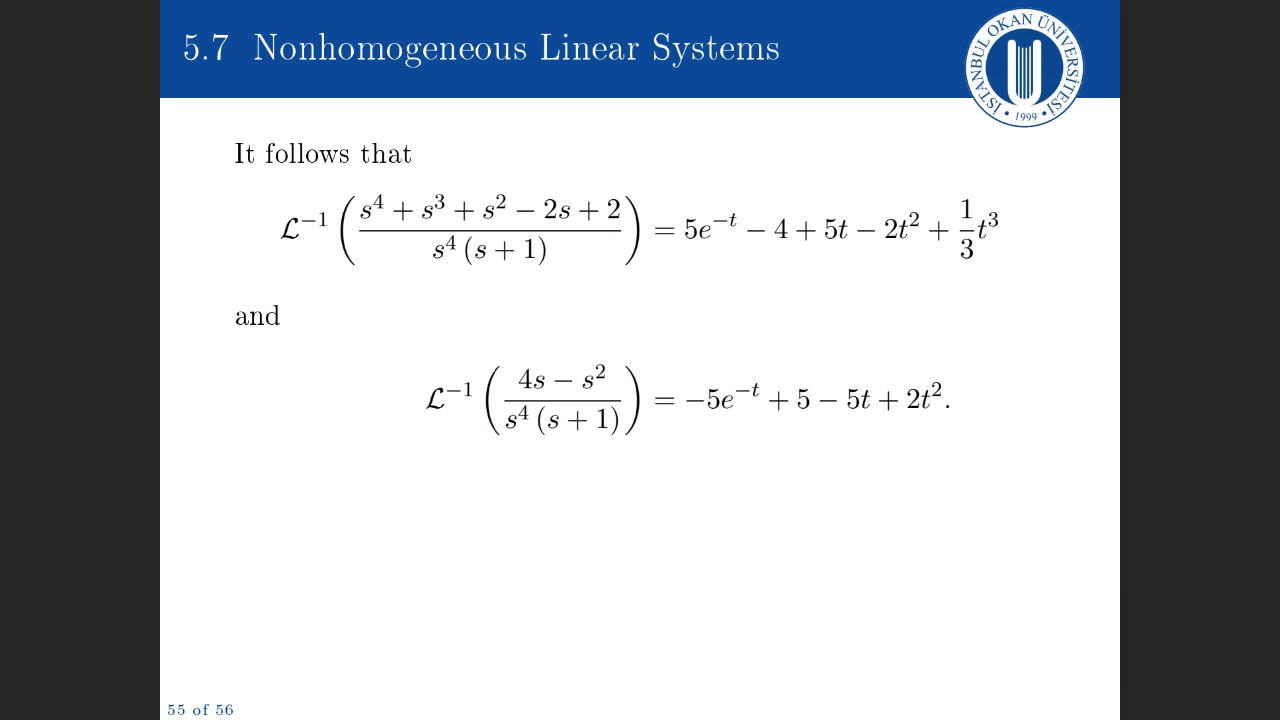 5.7 Nonhomogeneous Linear Systems
İSTANBUL OKAN ÜNİVERSİTESİ
• 1999 •
It follows that
ℒ⁻¹ ( (s⁴ + s³ + s² − 2s + 2) / (s⁴ (s + 1)) ) = 5e⁻ᵗ − 4 + 5t − 2t² + (1/3)t³
and
ℒ⁻¹ ( (4s − s²) / (s⁴ (s + 1)) ) = −5e⁻ᵗ + 5 − 5t + 2t².
55 of 56